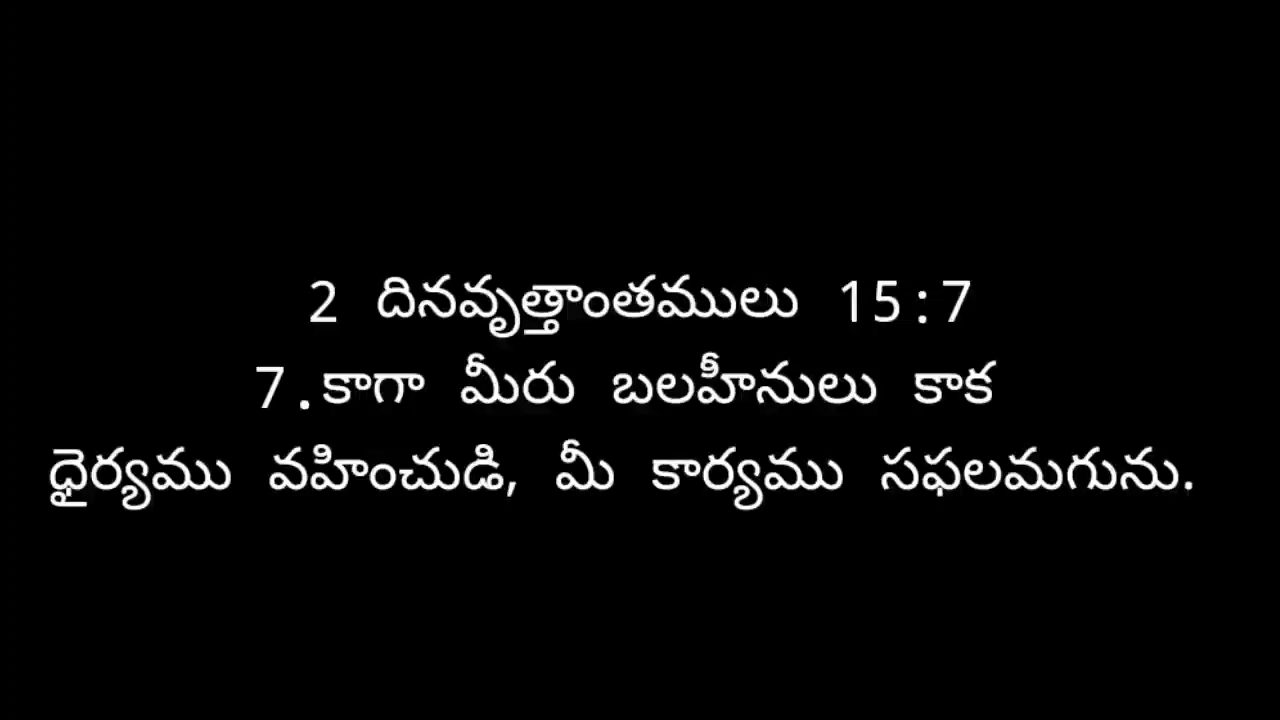 2 దినవృత్తాంతములు 15:7
7.కాగా మీరు బలహీనులు కాక
ధైర్యము వహించుడి, మీ కార్యము సఫలమగును.